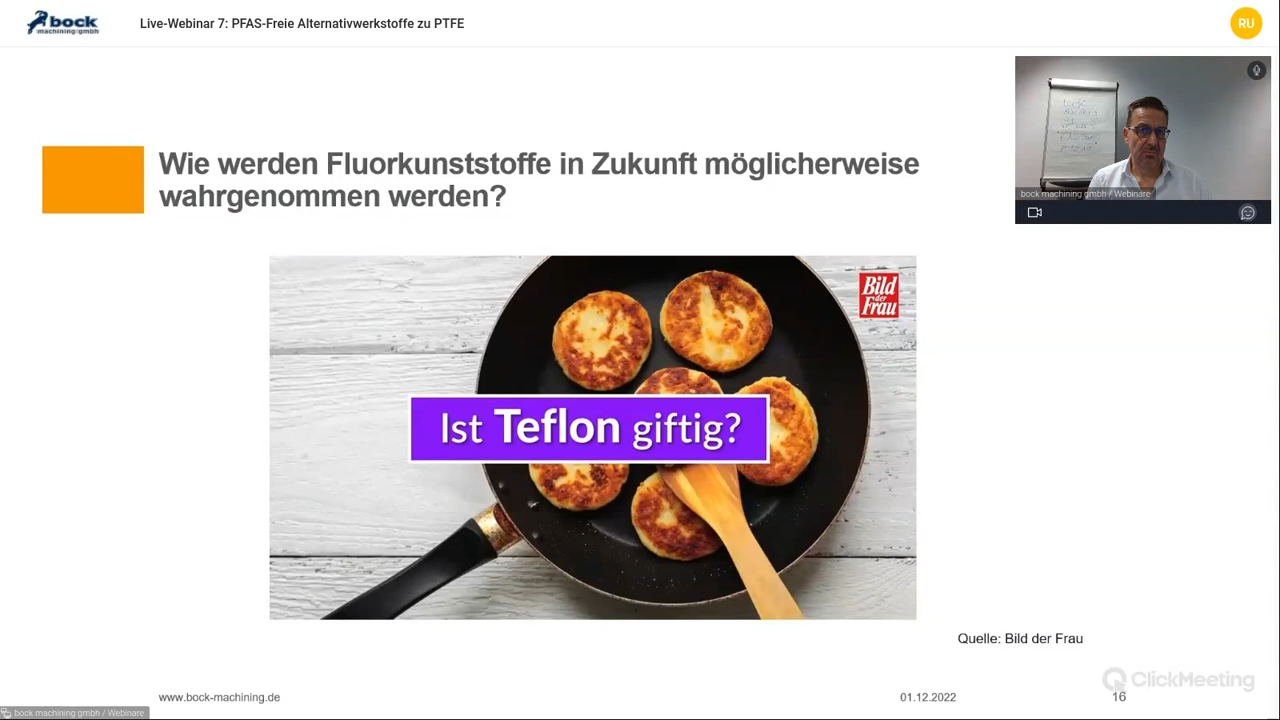 bock
machining gmbh
Live-Webinar 7: PFAS-Freie Alternativwerkstoffe zu PTFE
RU
bock machining gmbh / Webinare
Wie werden Fluorkunststoffe in Zukunft möglicherweise
wahrgenommen werden?
Bild
der
Frau
Ist Teflon giftig?
Quelle: Bild der Frau
ClickMeeting
www.bock-machining.de
01.12.2022
16
bock machining gmbh / Webinare